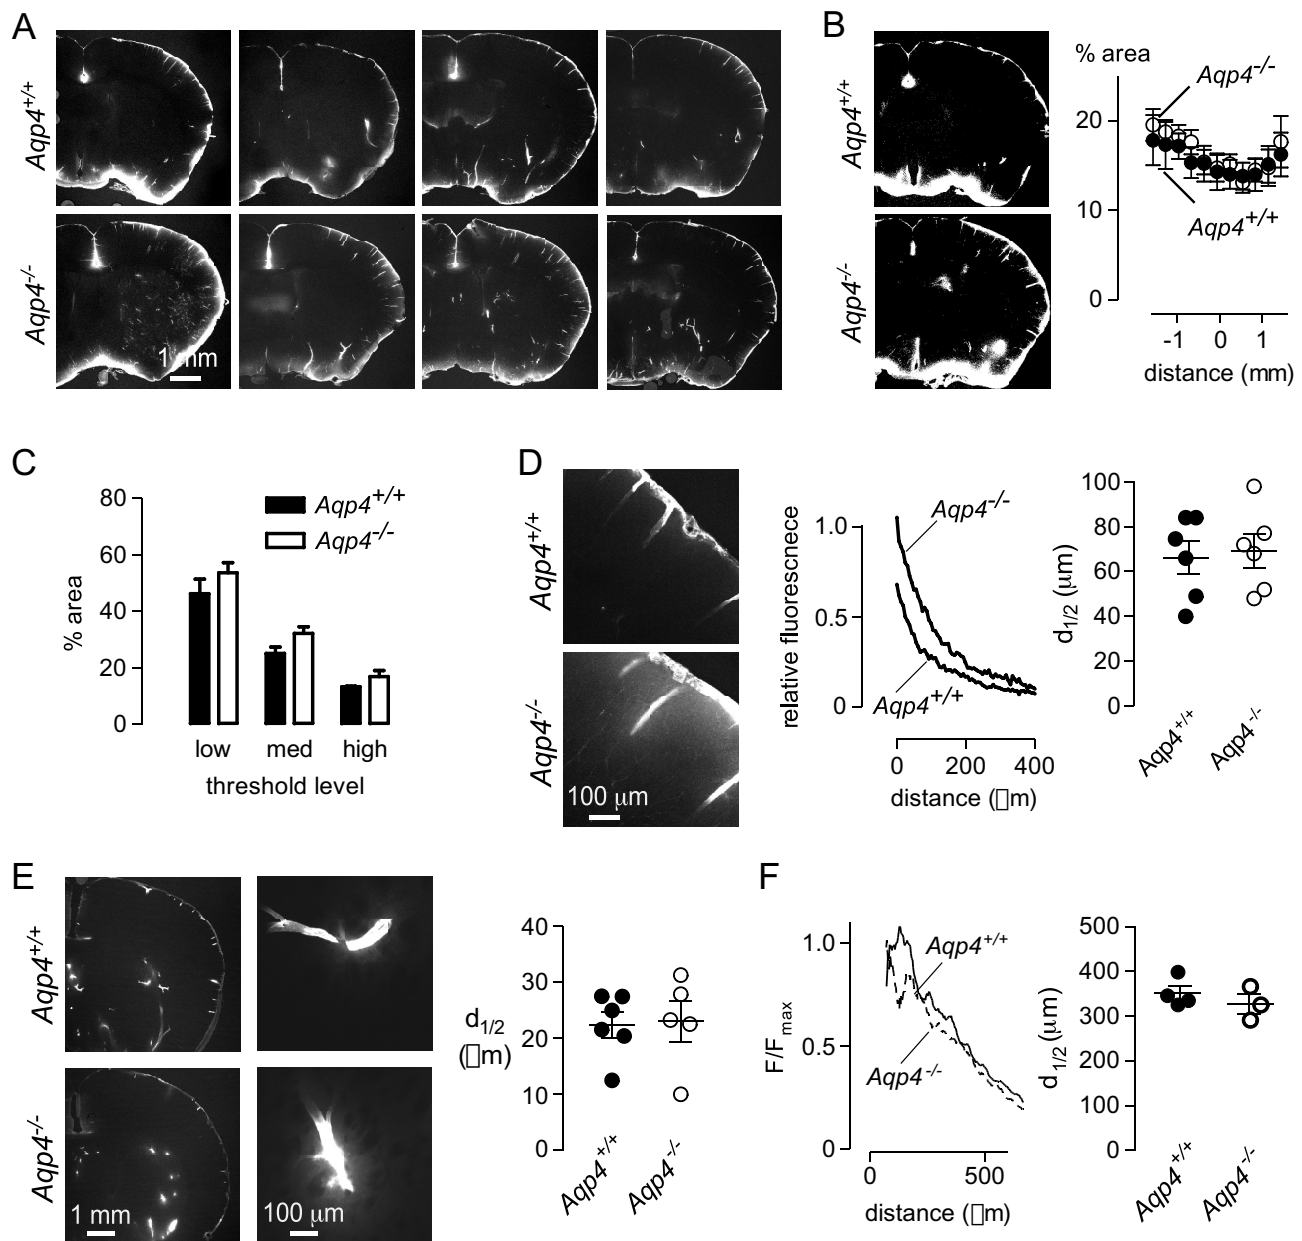 A
Aqp4+/+
Aqp4-/-
1 mm
B
Aqp4+/+
Aqp4-/-
% area
Aqp4-/-
20
10
0
Aqp4+/+
-1 0 1
distance (mm)
C
80
60
40
20
0
% area
Aqp4+/+
Aqp4-/-
low med high
threshold level
D
Aqp4+/+
Aqp4-/-
100 µm
relative fluorescnece
1.0
0.5
0
Aqp4-/-
Aqp4+/+
0 200 400
distance (▯m)
d1/2 (µm)
100
80
60
40
20
0
Aqp4+/+
Aqp4-/-
E
Aqp4+/+
Aqp4-/-
1 mm
100 µm
d1/2
(▯m)
40
30
20
10
0
Aqp4+/+
Aqp4-/-
F
F/Fmax
1.0
0.5
0
Aqp4+/+
Aqp4-/-
0 500
distance (▯m)
d1/2 (µm)
500
400
300
200
100
0
Aqp4+/+
Aqp4-/-